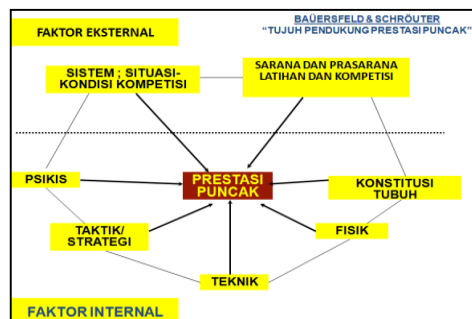 FAKTOR EKSTERNAL
BAÜERSFELD & SCHRÖUTER
“TUJUH PENDUKUNG PRESTASI PUNCAK”
SISTEM ; SITUASI-
KONDISI KOMPETISI
SARANA DAN PRASARANA
LATIHAN DAN KOMPETISI
PSIKIS
PRESTASI
PUNCAK
KONSTITUSI
TUBUH
TAKTIK/
STRATEGI
FISIK
TEKNIK
FAKTOR INTERNAL